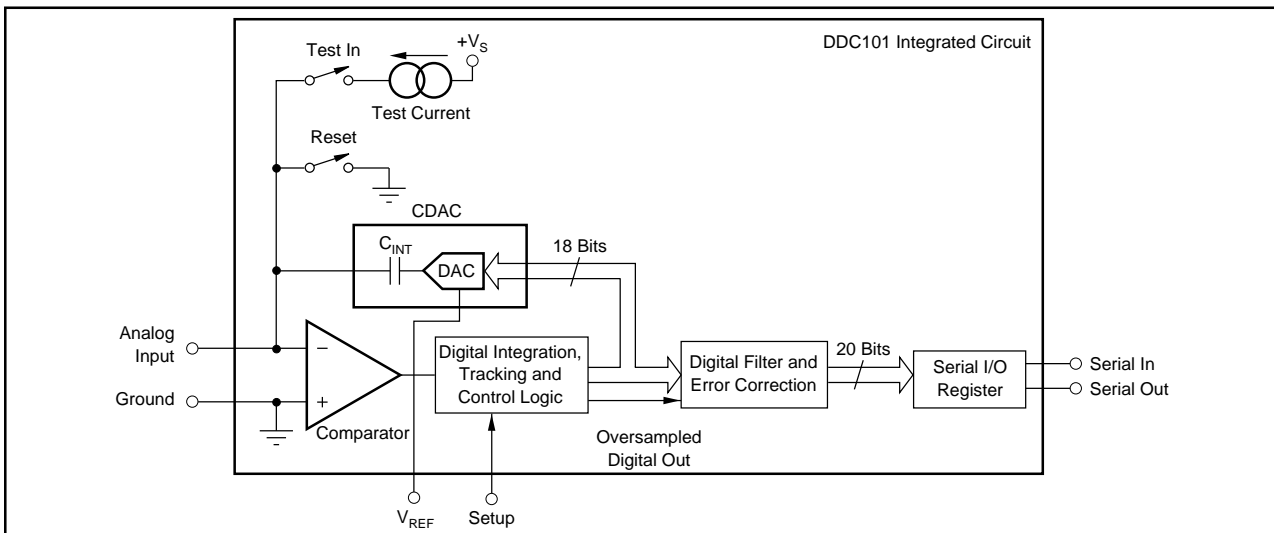 DDC101 Integrated Circuit
+VS
Test In
Test Current
Reset
CDAC
CINT
DAC
18 Bits
Analog
Input
Ground
Comparator
Digital Integration,
Tracking and
Control Logic
Digital Filter and
Error Correction
20 Bits
Serial I/O
Register
Serial In
Serial Out
Oversampled
Digital Out
VREF
Setup